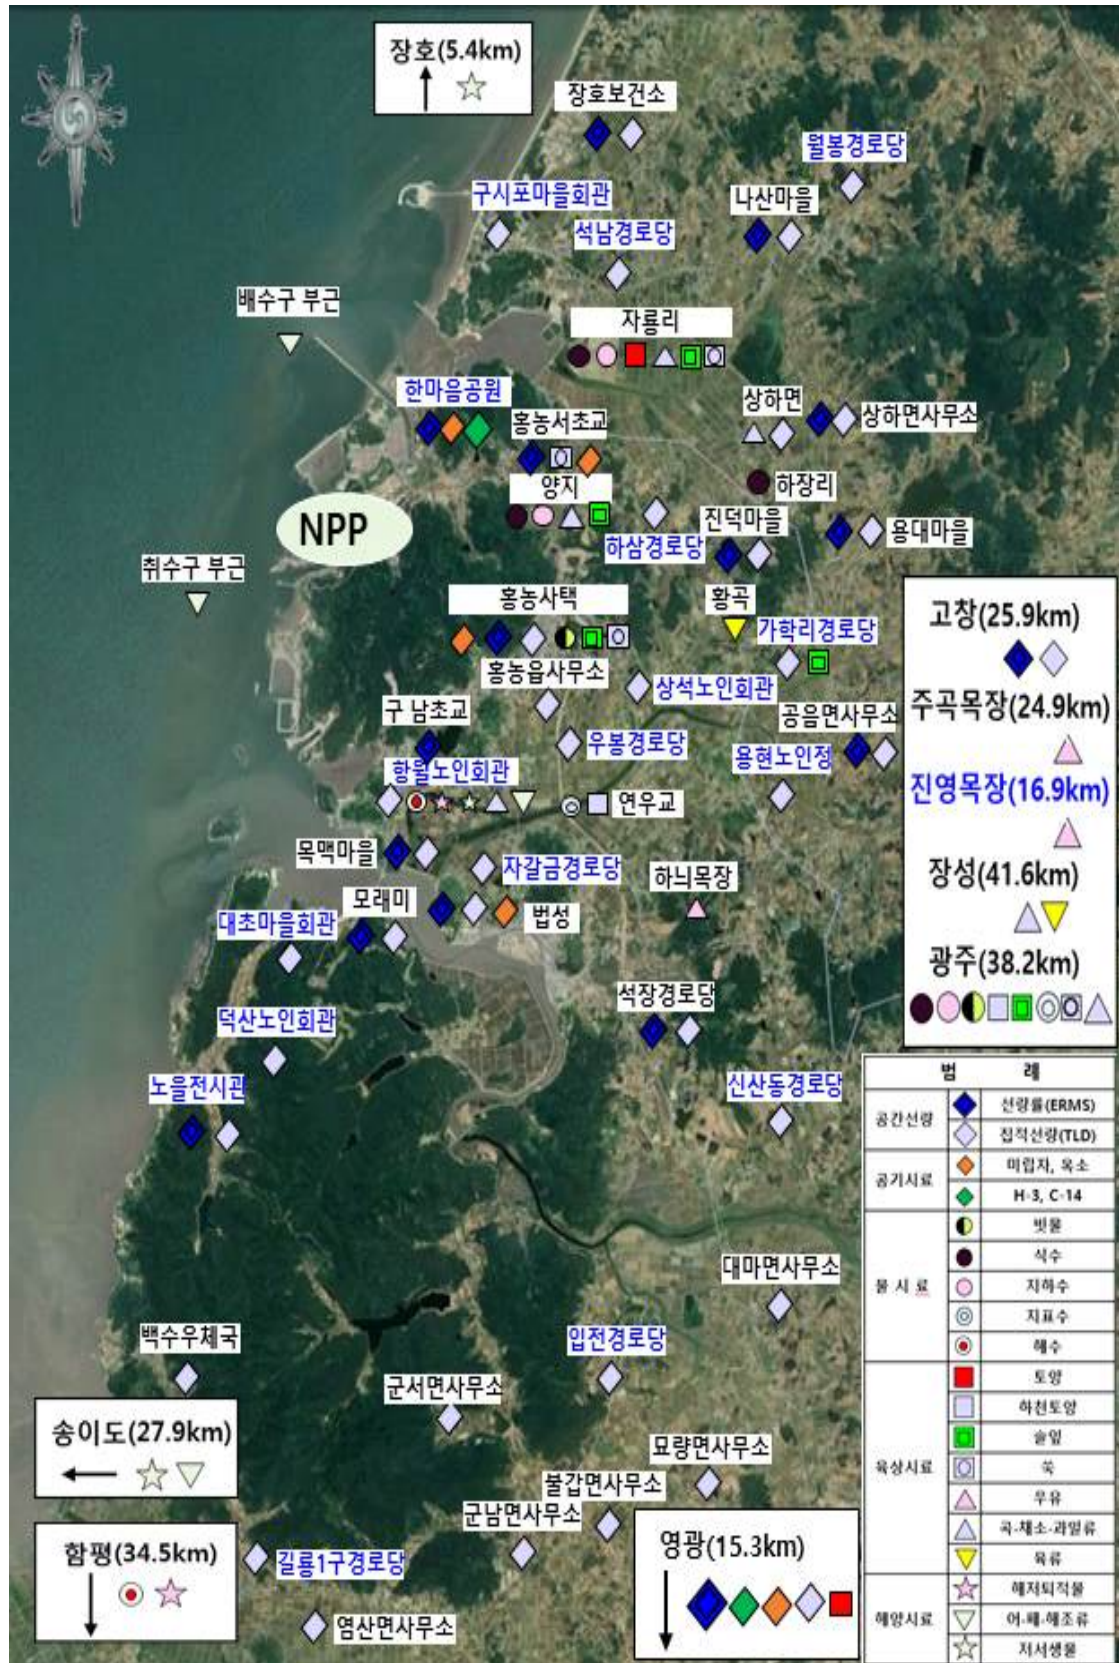 장호(5.4km)
장호보건소
월봉경로당
구시포마을회관
나산마을
석남경로당
배수구 부근
자룡리
한마음공원
홍농서초교
상하면
상하면사무소
양지
하장리
NPP
하삼경로당
진덕마을
용대마을
취수구 부근
홍농사택
황곡
가학리경로당
홍농읍사무소
상석노인회관
구 남초교
우봉경로당
공음면사무소
용현노인정
항월노인회관
연우교
목맥마을
자갈금경로당
하늬목장
모래미
법성
대초마을회관
석장경로당
덕산노인회관
노을전시관
신산동경로당
대마면사무소
백수우체국
입전경로당
군서면사무소
송이도(27.9km)
묘량면사무소
불갑면사무소
군남면사무소
함평(34.5km)
길룡1구경로당
영광(15.3km)
염산면사무소
고창(25.9km)
주곡목장(24.9km)
진영목장(16.9km)
장성(41.6km)
광주(38.2km)
범 례
공간선량
선량률(ERMS)
집적선량(TLD)
공기시료
미립자, 옥소
H-3, C-14
물 시 료
빗물
식수
지하수
지표수
해수
육상시료
토양
하천토양
솔잎
쑥
우유
곡·채소·과일류
육류
해양시료
해저퇴적물
어·패·해조류
저서생물